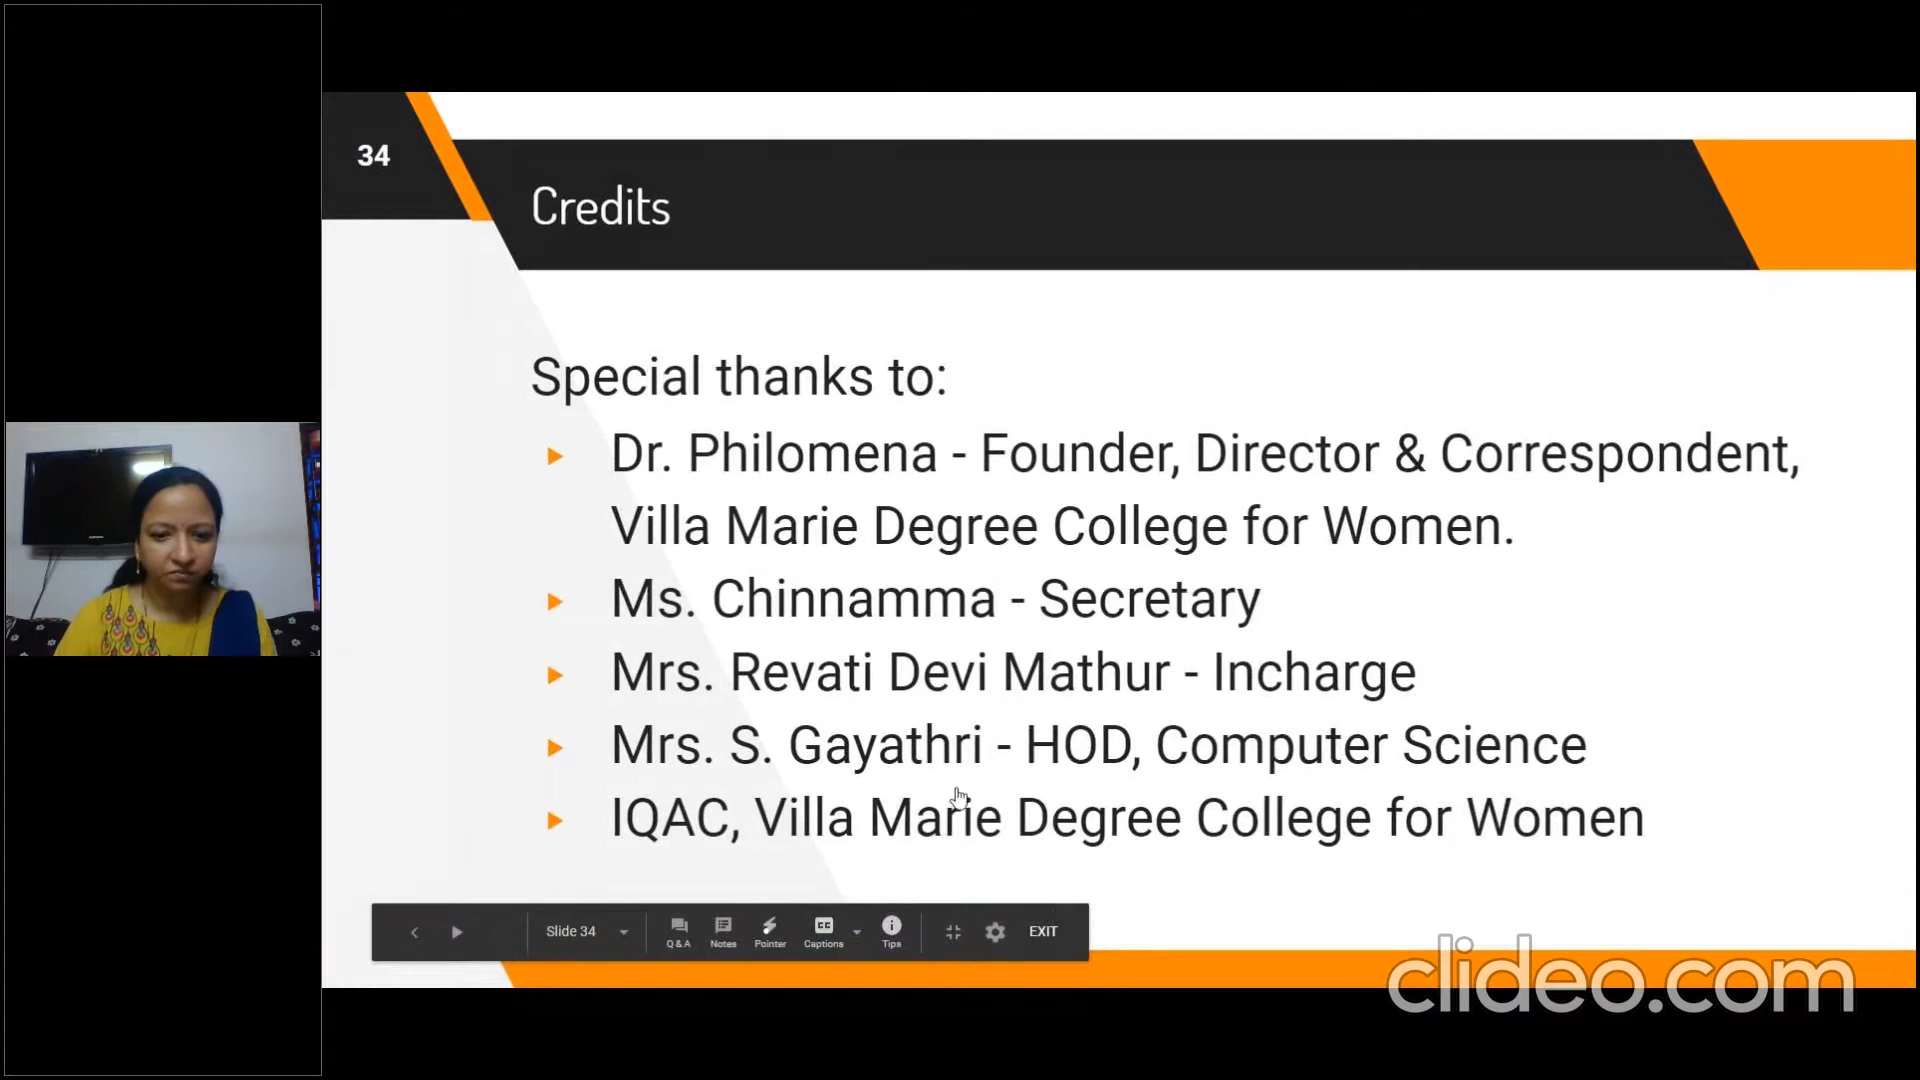 34
Credits
Special thanks to:
Dr. Philomena - Founder, Director & Correspondent,
Villa Marie Degree College for Women.
Ms. Chinnamma - Secretary
Mrs. Revati Devi Mathur - Incharge
Mrs. S. Gayathri - HOD, Computer Science
IQAC, Villa Marie Degree College for Women
Slide 34
Q & A
Notes
Pointer
CC
Captions
Tips
EXIT
clideo.com